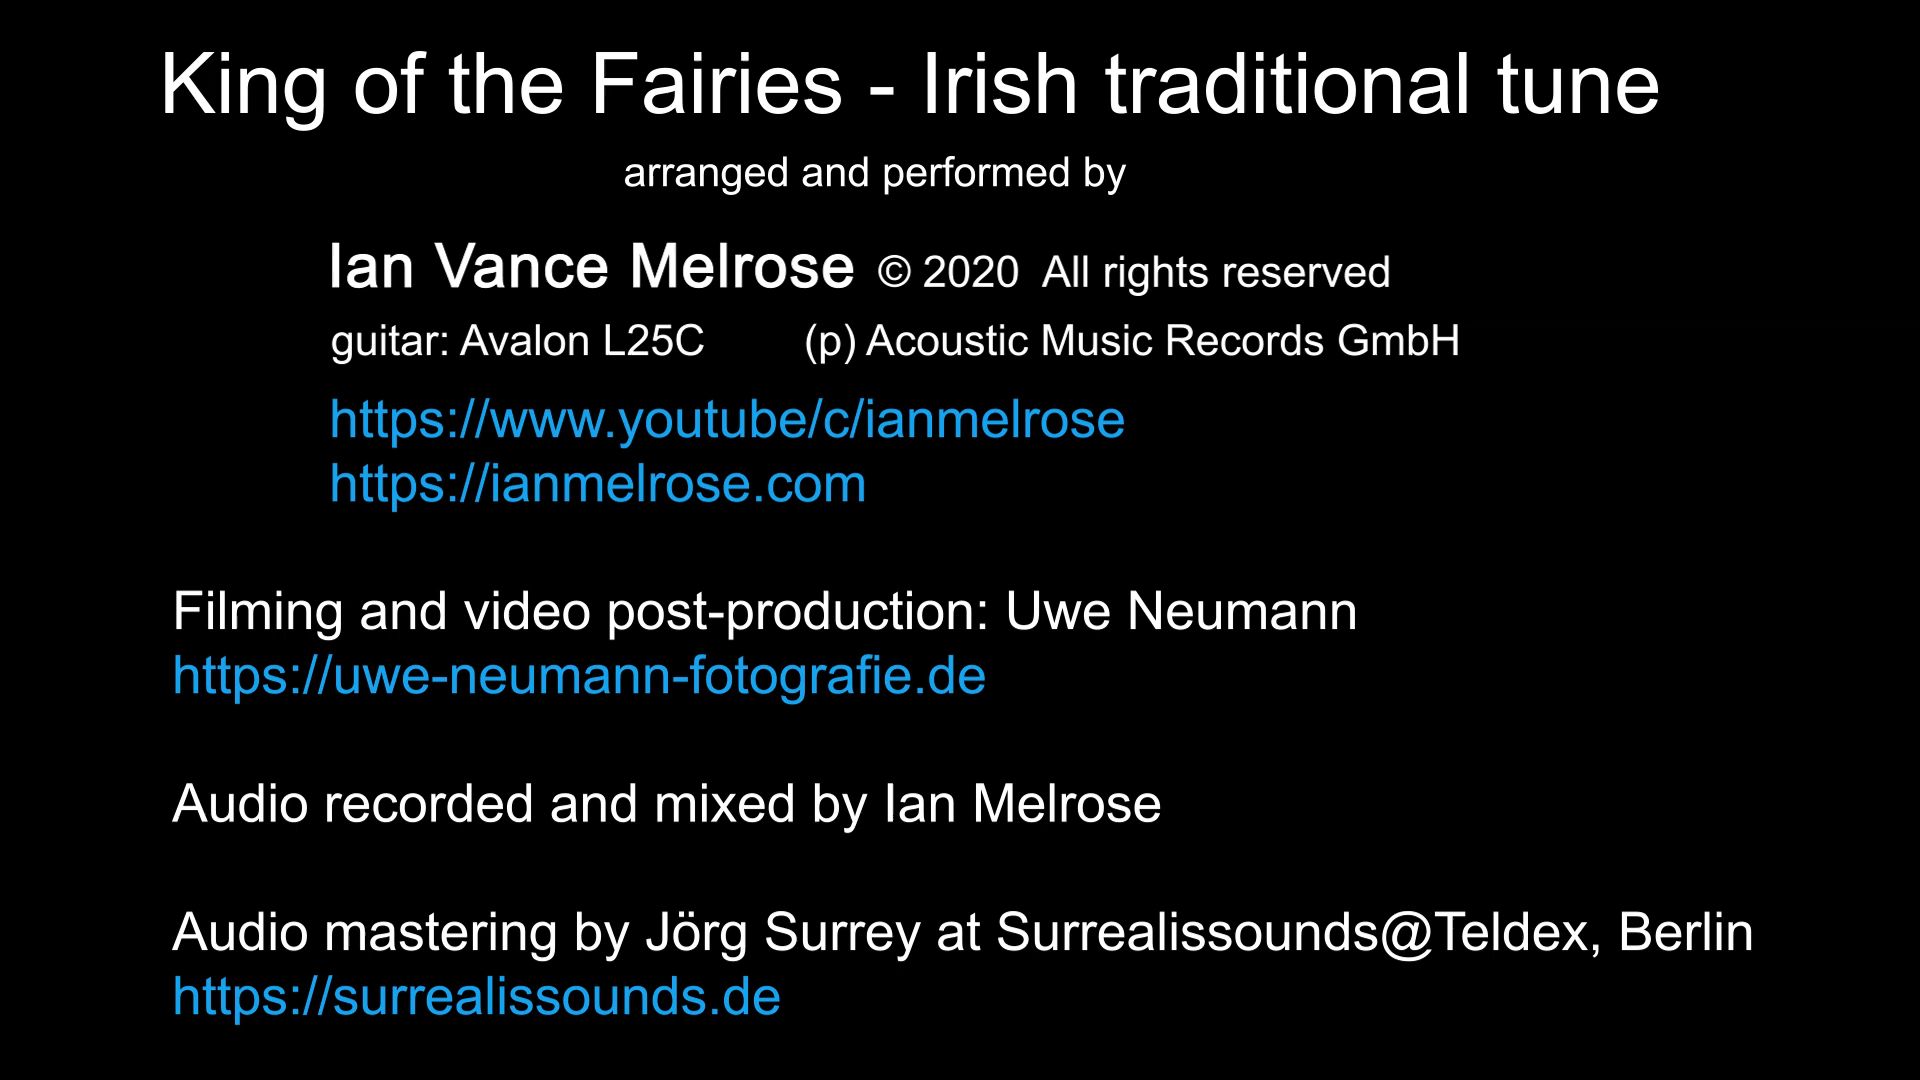 King of the Fairies - Irish traditional tune
arranged and performed by
Ian Vance Melrose © 2020 All rights reserved
guitar: Avalon L25C (p) Acoustic Music Records GmbH
https://www.youtube/c/ianmelrose
https://ianmelrose.com
Filming and video post-production: Uwe Neumann
https://uwe-neumann-fotografie.de
Audio recorded and mixed by Ian Melrose
Audio mastering by Jörg Surrey at Surrealissounds@Teldex, Berlin
https://surrealissounds.de